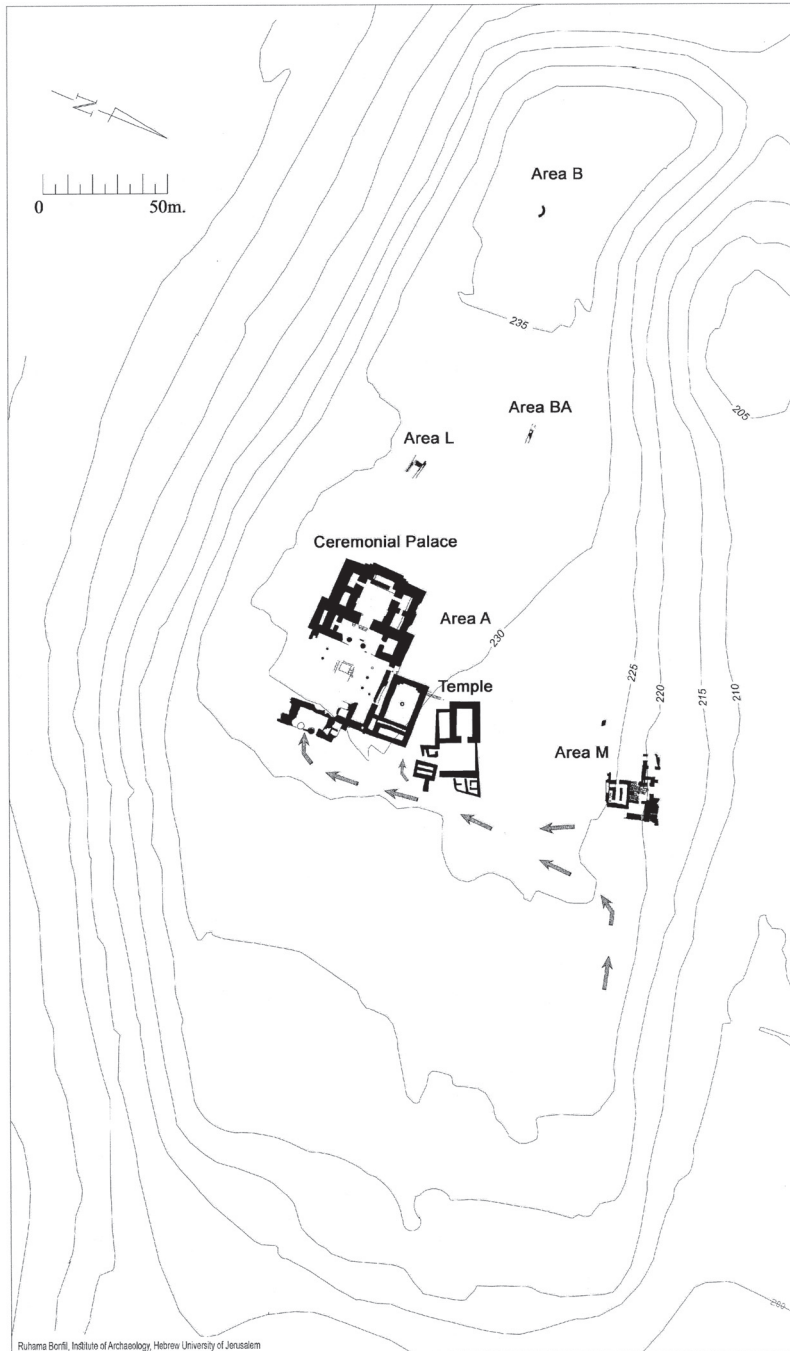 N
0 50m.
Area B
235
205
Area BA
Area L
Ceremonial Palace
Area A
230
Temple
225
220
215
210
Area M
200
Ruhama Bonfil, Institute of Archaeology, Hebrew University of Jerusalem